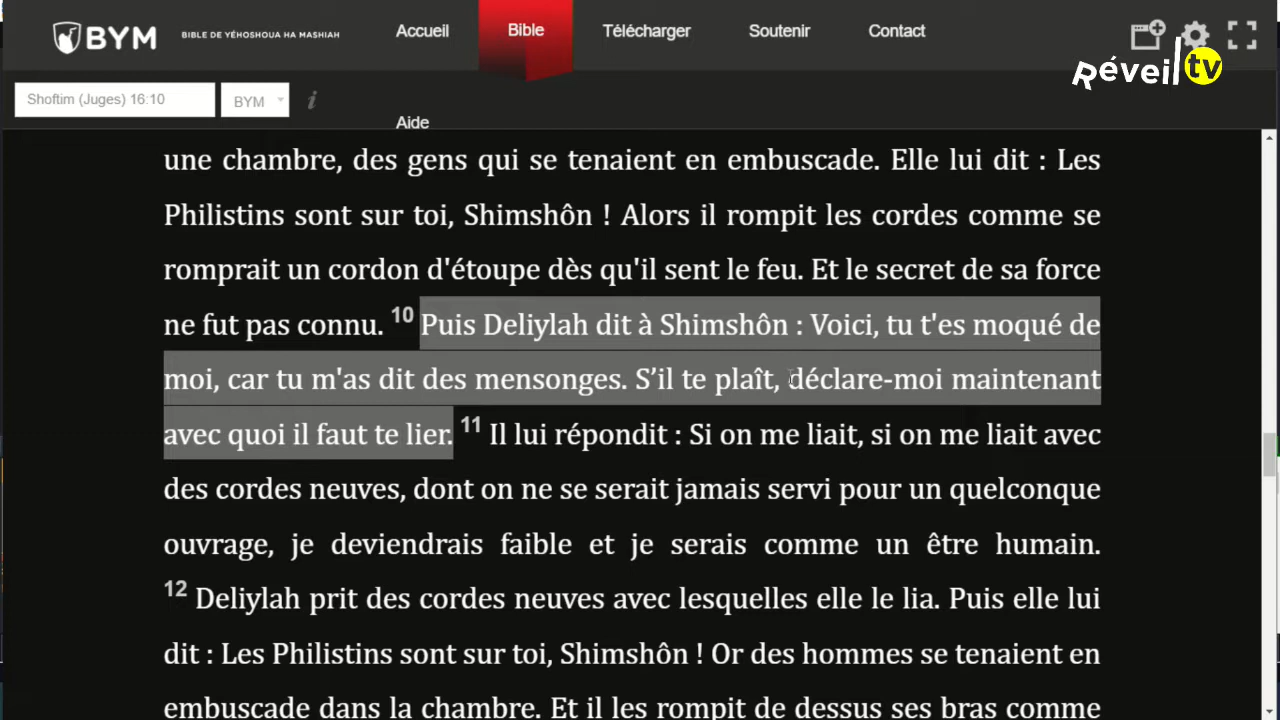 BYM BIBLE DE YÉHOSHOUA HA MASHIAH Accueil Bible Télécharger Soutenir Contact
Réveil tv
Shoftim (Juges) 16:10 BYM i
Aide
une chambre, des gens qui se tenaient en embuscade. Elle lui dit : Les
Philistins sont sur toi, Shimshôn ! Alors il rompit les cordes comme se
romprait un cordon d'étoupe dès qu'il sent le feu. Et le secret de sa force
ne fut pas connu. 10 Puis Deliylah dit à Shimshôn : Voici, tu t'es moqué de
moi, car tu m'as dit des mensonges. S’il te plaît, déclare-moi maintenant
avec quoi il faut te lier. 11 Il lui répondit : Si on me liait, si on me liait avec
des cordes neuves, dont on ne se serait jamais servi pour un quelconque
ouvrage, je deviendrais faible et je serais comme un être humain.
12 Deliylah prit des cordes neuves avec lesquelles elle le lia. Puis elle lui
dit : Les Philistins sont sur toi, Shimshôn ! Or des hommes se tenaient en
embuscade dans la chambre. Et il les rompit de dessus ses bras comme